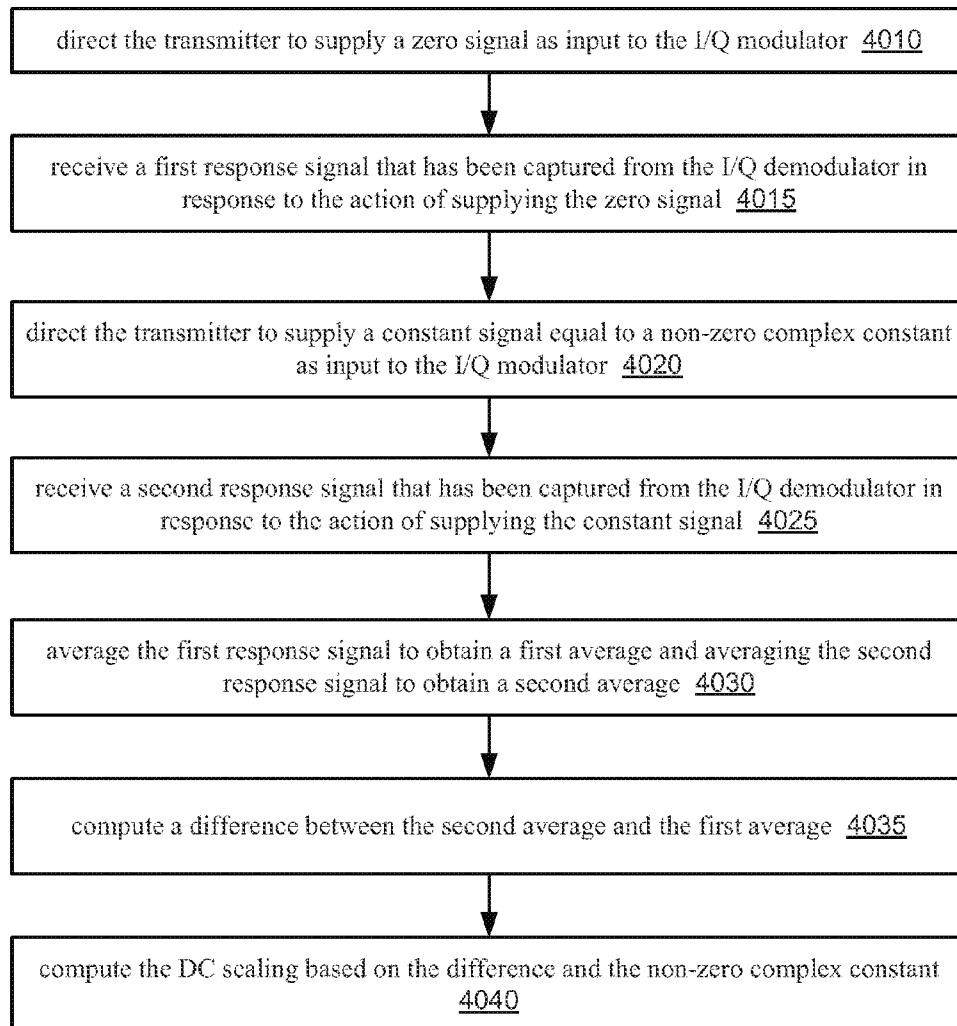 direct the transmitter to supply a zero signal as input to the I/Q modulator 4010
receive a first response signal that has been captured from the I/Q demodulator in
response to the action of supplying the zero signal 4015
direct the transmitter to supply a constant signal equal to a non-zero complex constant
as input to the I/Q modulator 4020
receive a second response signal that has been captured from the I/Q demodulator in
response to the action of supplying the constant signal 4025
average the first response signal to obtain a first average and averaging the second
response signal to obtain a second average 4030
compute a difference between the second average and the first average 4035
compute the DC scaling based on the difference and the non-zero complex constant
4040